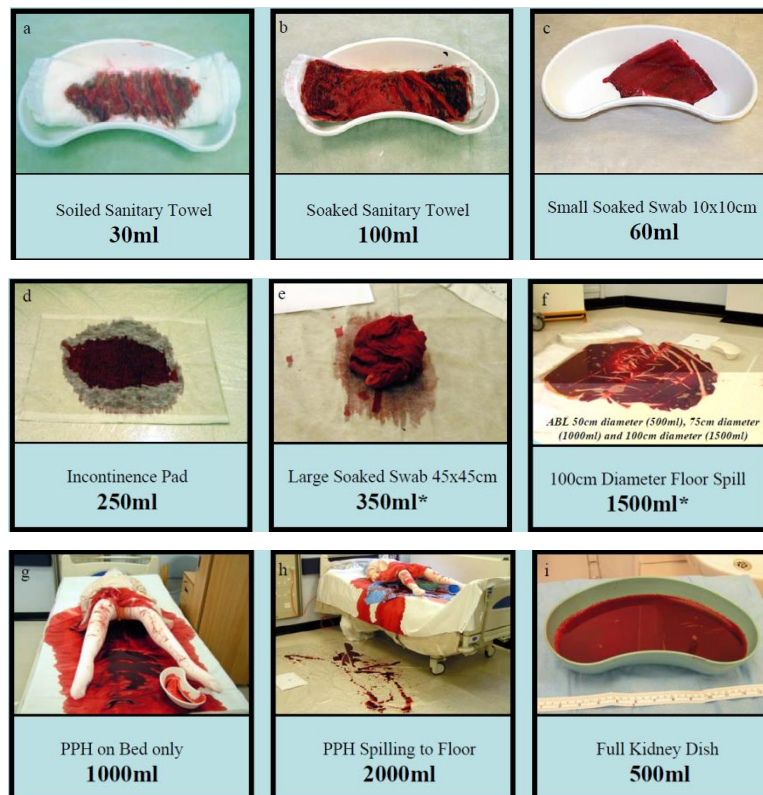 a
Soiled Sanitary Towel
30ml
b
Soaked Sanitary Towel
100ml
c
Small Soaked Swab 10x10cm
60ml
d
Incontinence Pad
250ml
e
Large Soaked Swab 45x45cm
350ml*
f
ABL 50cm diameter (500ml), 75cm diameter
(1000ml) and 100cm diameter (1500ml)
100cm Diameter Floor Spill
1500ml*
g
PPH on Bed only
1000ml
h
PPH Spilling to Floor
2000ml
i
Full Kidney Dish
500ml